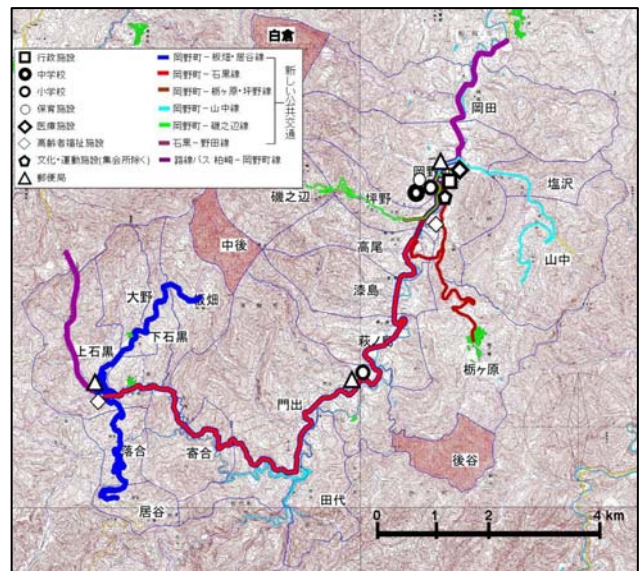 白倉
行政施設
中学校
小学校
保育施設
医療施設
高齢者福祉施設
文化・運動施設(集会所除く)
郵便局
岡野町－板畑・居谷線
岡野町－石黒線
岡野町－栃ヶ原・坪野線
岡野町－山中線
岡野町－磯之辺線
石黒－野田線
路線バス 柏崎－岡野町線
新しい公共交通
岡田
岡野
塩沢
磯之辺
坪野
中後
高尾
山中
大野
板畑
漆島
下石黒
上石黒
萩ノ島
栃ヶ原
門出
落合
寄合
後谷
田代
居谷
0 2 4 km